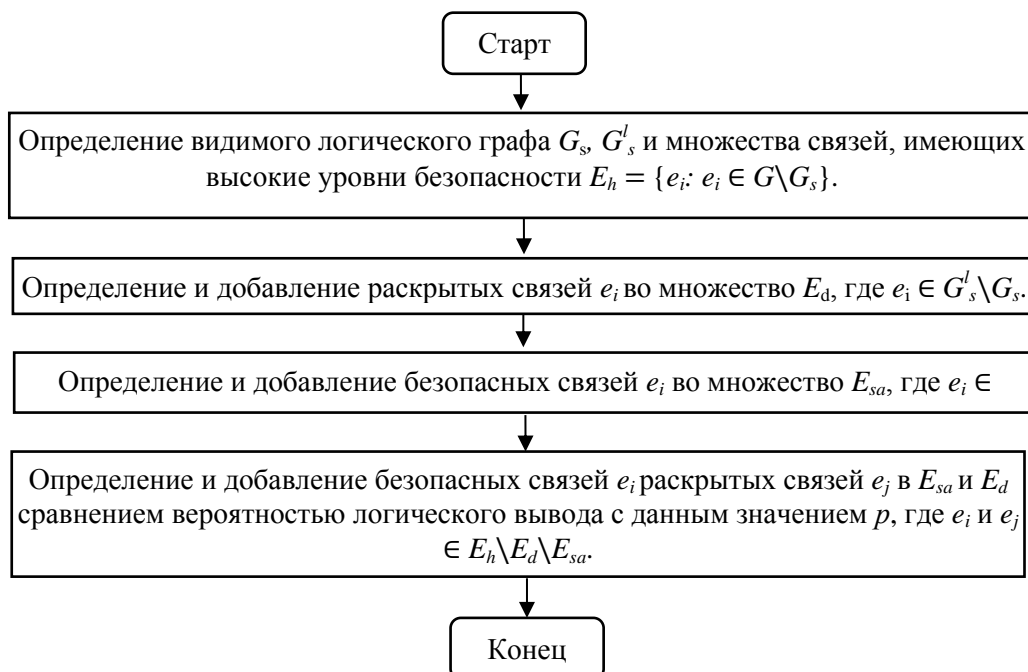 Старт
Определение видимого логического графа Gₛ, Gˡₛ и множества связей, имеющих
высокие уровни безопасности Eₕ = {eᵢ: eᵢ ∈ G\Gₛ}.
Определение и добавление раскрытых связей eᵢ во множество E_d, где eᵢ ∈ Gˡₛ\Gₛ.
Определение и добавление безопасных связей eᵢ во множество Eₛₐ, где eᵢ ∈
Определение и добавление безопасных связей eᵢ раскрытых связей eⱼ в Eₛₐ и E_d
сравнением вероятностью логического вывода с данным значением p, где eᵢ и eⱼ
∈ Eₕ\E_d\Eₛₐ.
Конец